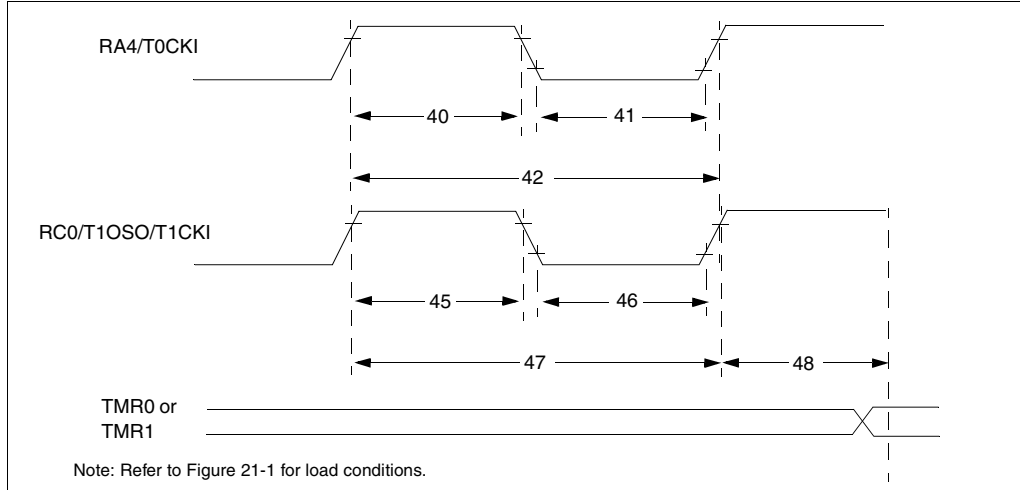 RA4/T0CKI
40
41
42
RC0/T1OSO/T1CKI
45
46
47
48
TMR0 or
TMR1
Note: Refer to Figure 21-1 for load conditions.